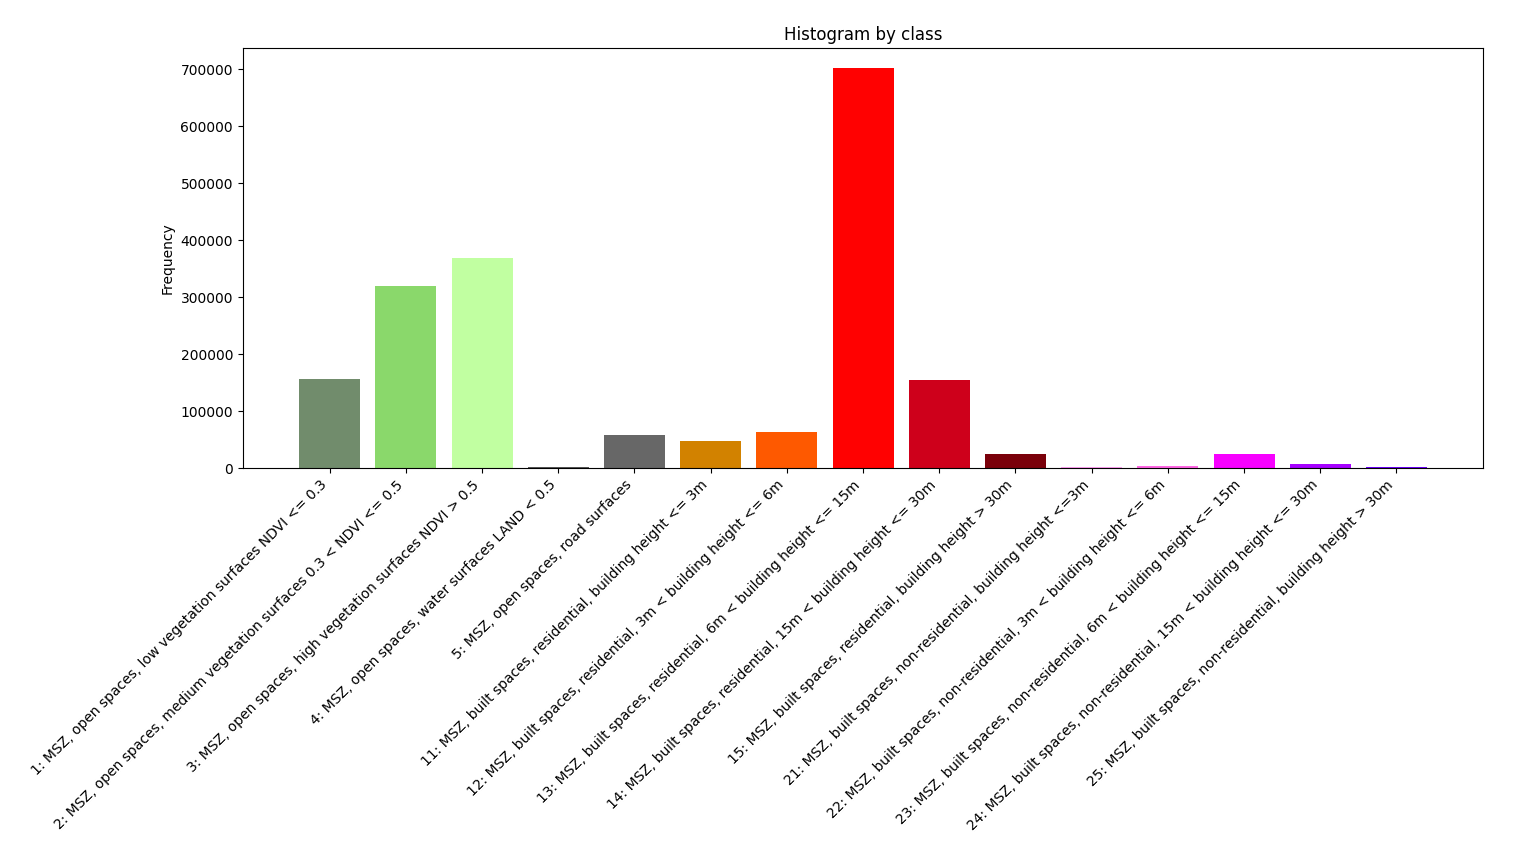 Histogram by class
Frequency
700000
600000
500000
400000
300000
200000
100000
0
1: MSZ, open spaces, low vegetation surfaces NDVI <= 0.3
2: MSZ, open spaces, medium vegetation surfaces 0.3 < NDVI <= 0.5
3: MSZ, open spaces, high vegetation surfaces NDVI > 0.5
4: MSZ, open spaces, water surfaces LAND < 0.5
5: MSZ, open spaces, road surfaces
11: MSZ, built spaces, residential, building height <= 3m
12: MSZ, built spaces, residential, 3m < building height <= 6m
13: MSZ, built spaces, residential, 6m < building height <= 15m
14: MSZ, built spaces, residential, 15m < building height <= 30m
15: MSZ, built spaces, residential, building height > 30m
21: MSZ, built spaces, non-residential, building height <=3m
22: MSZ, built spaces, non-residential, 3m < building height <= 6m
23: MSZ, built spaces, non-residential, 6m < building height <= 15m
24: MSZ, built spaces, non-residential, 15m < building height <= 30m
25: MSZ, built spaces, non-residential, building height > 30m